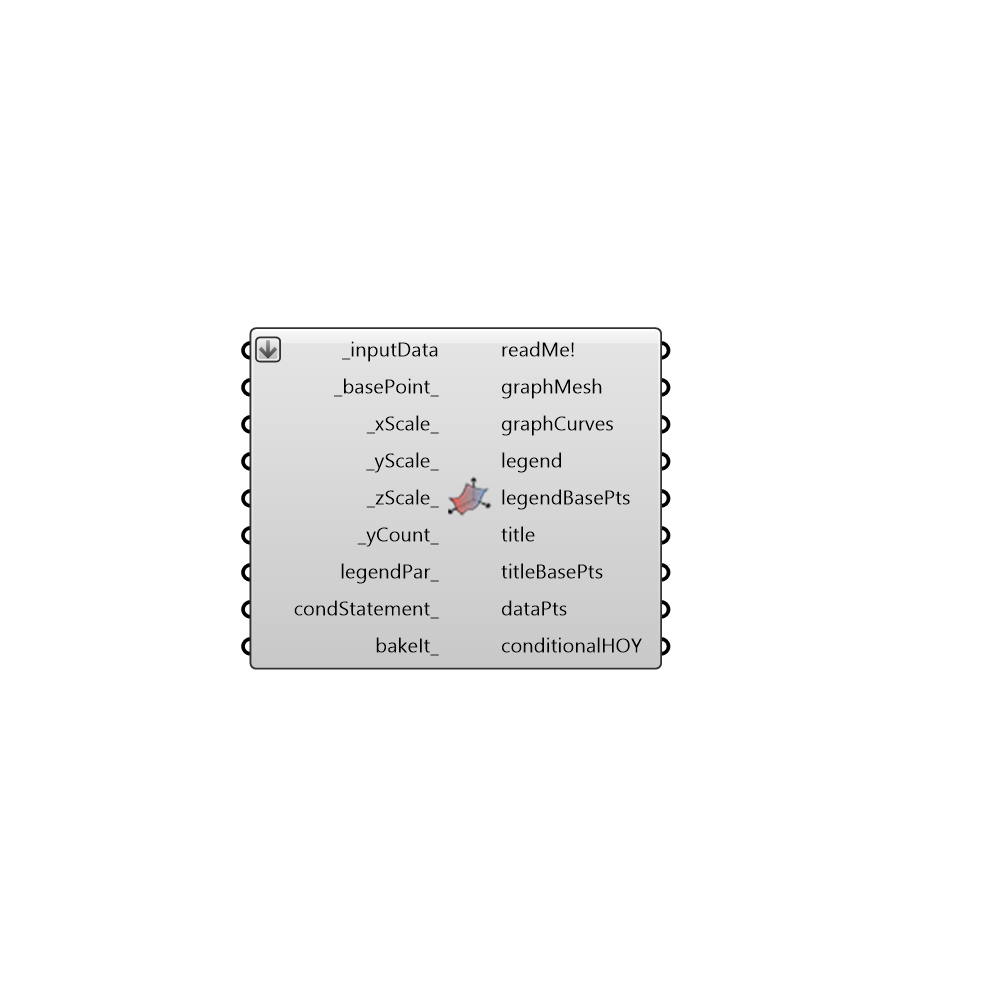 _inputData readMe!
_basePoint_ graphMesh
_xScale_ graphCurves
_yScale_ legend
_zScale_ legendBasePts
_yCount_ title
legendPar_ titleBasePts
condStatement_ dataPts
bakeIt_ conditionalHOY